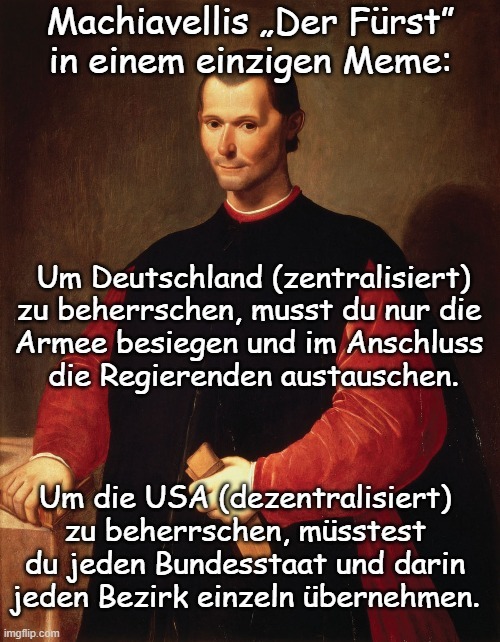 Machiavellis „Der Fürst”
in einem einzigen Meme:
Um Deutschland (zentralisiert)
zu beherrschen, musst du nur die
Armee besiegen und im Anschluss
die Regierenden austauschen.
Um die USA (dezentralisiert)
zu beherrschen, müsstest
du jeden Bundesstaat und darin
jeden Bezirk einzeln übernehmen.
imgflip.com